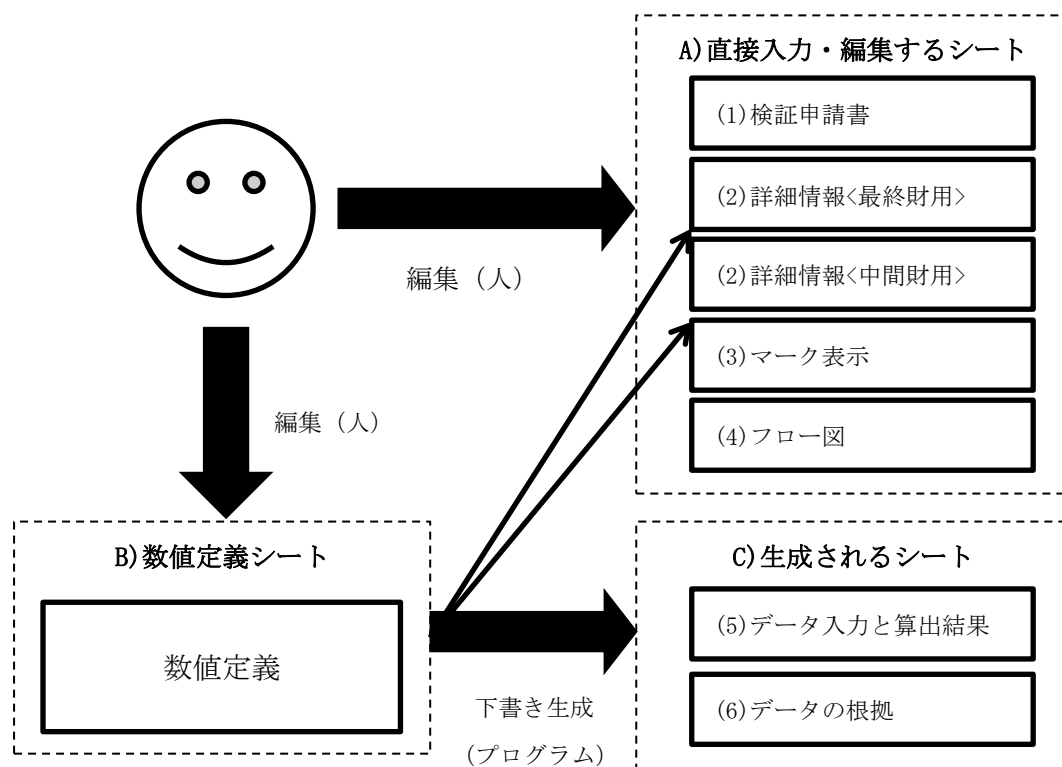 A)直接入力・編集するシート
(1)検証申請書
(2)詳細情報<最終財用>
(2)詳細情報<中間財用>
(3)マーク表示
(4)フロー図
編集（人）
編集（人）
B)数値定義シート
数値定義
下書き生成
(プログラム)
C)生成されるシート
(5)データ入力と算出結果
(6)データの根拠